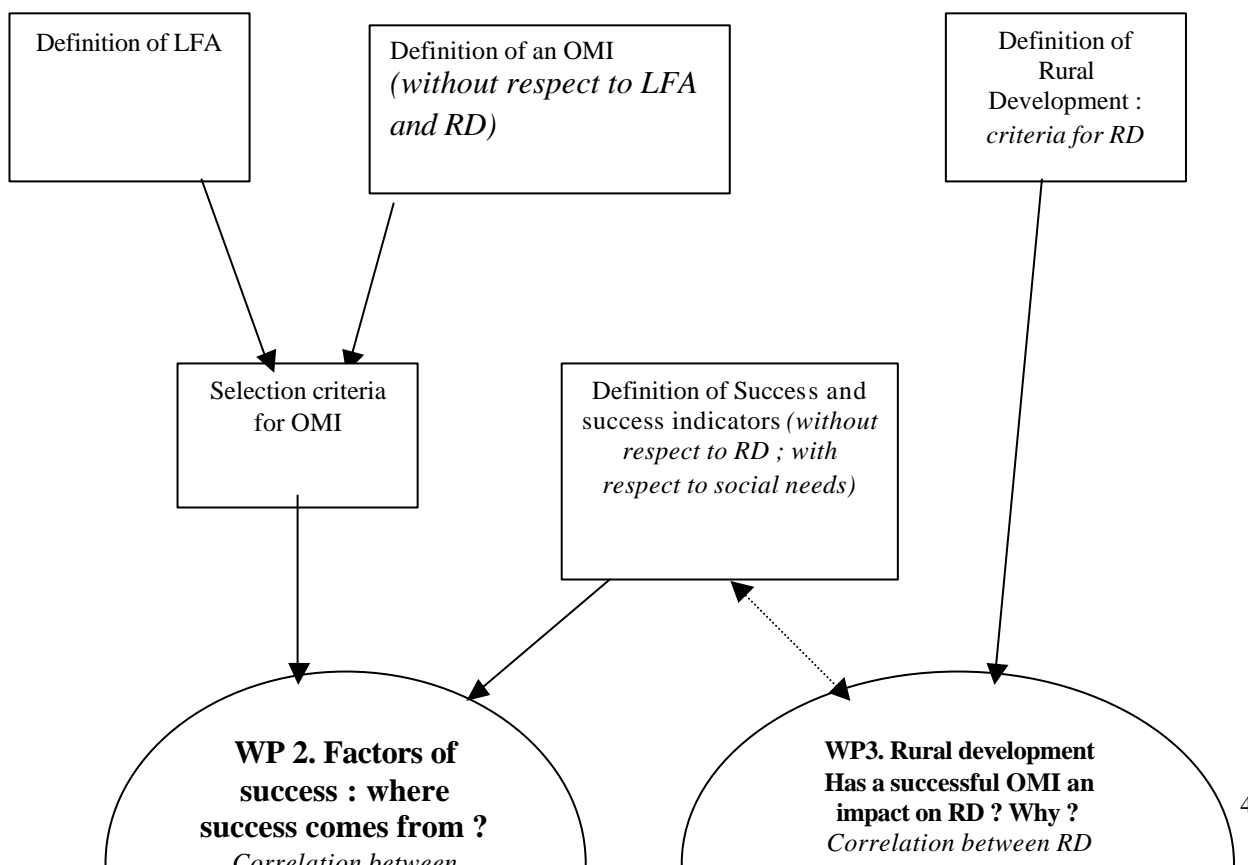 Definition of LFA
Definition of an OMI
(without respect to LFA
and RD)
Definition of
Rural
Development :
criteria for RD
Selection criteria
for OMI
Definition of Success and
success indicators (without
respect to RD ; with
respect to social needs)
WP 2. Factors of
success : where
success comes from ?
Correlation between
WP3. Rural development
Has a successful OMI an
impact on RD ? Why ?
Correlation between RD
4